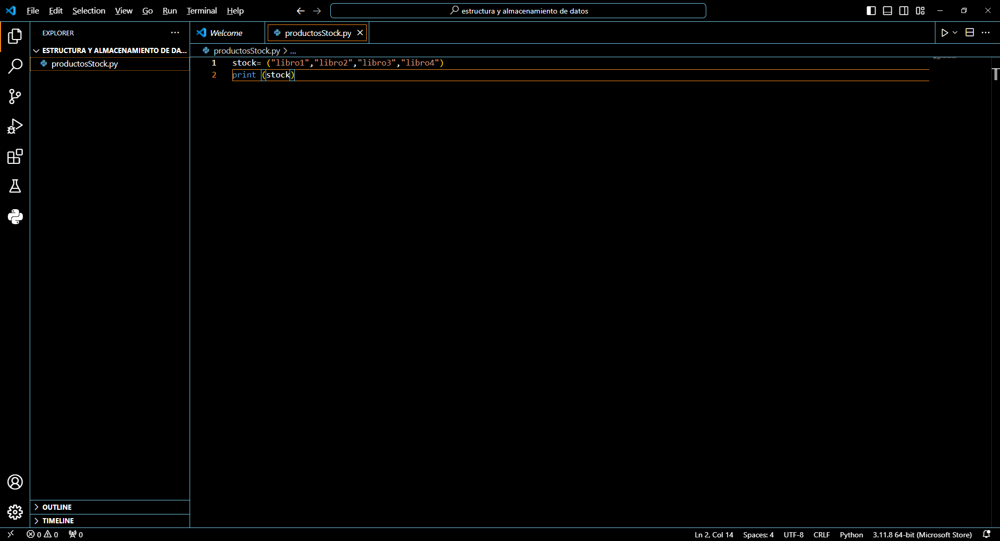 File Edit Selection View Go Run Terminal Help
estructura y almacenamiento de datos
EXPLORER
ESTRUCTURA Y ALMACENAMIENTO DE DA...
productosStock.py
Welcome
productosStock.py
productosStock.py > ...
1 stock= ("libro1","libro2","libro3","libro4")
2 print (stock)
OUTLINE
TIMELINE
0 0 0
Ln 2, Col 14 Spaces: 4 UTF-8 CRLF Python 3.11.8 64-bit (Microsoft Store)